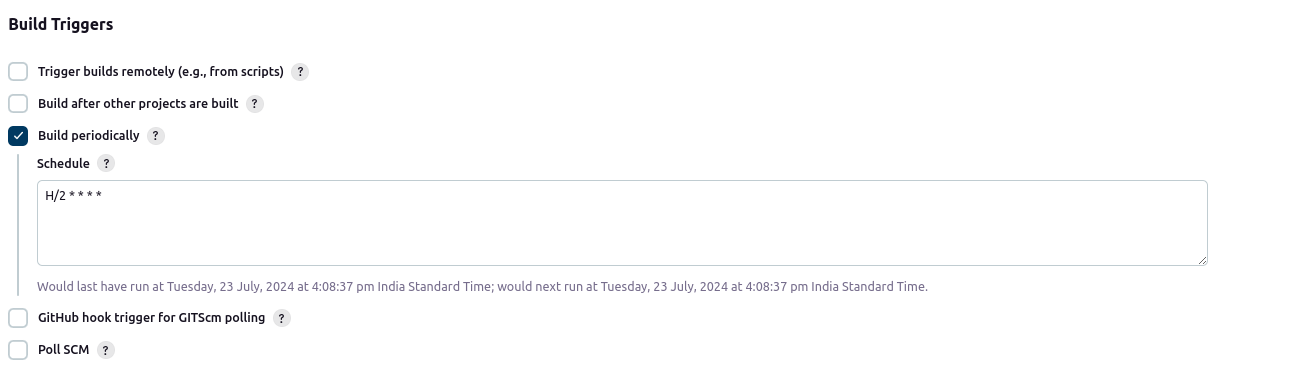 Build Triggers
Trigger builds remotely (e.g., from scripts) ?
Build after other projects are built ?
Build periodically ?
Schedule ?
H/2 * * * *
Would last have run at Tuesday, 23 July, 2024 at 4:08:37 pm India Standard Time; would next run at Tuesday, 23 July, 2024 at 4:08:37 pm India Standard Time.
GitHub hook trigger for GITScm polling ?
Poll SCM ?